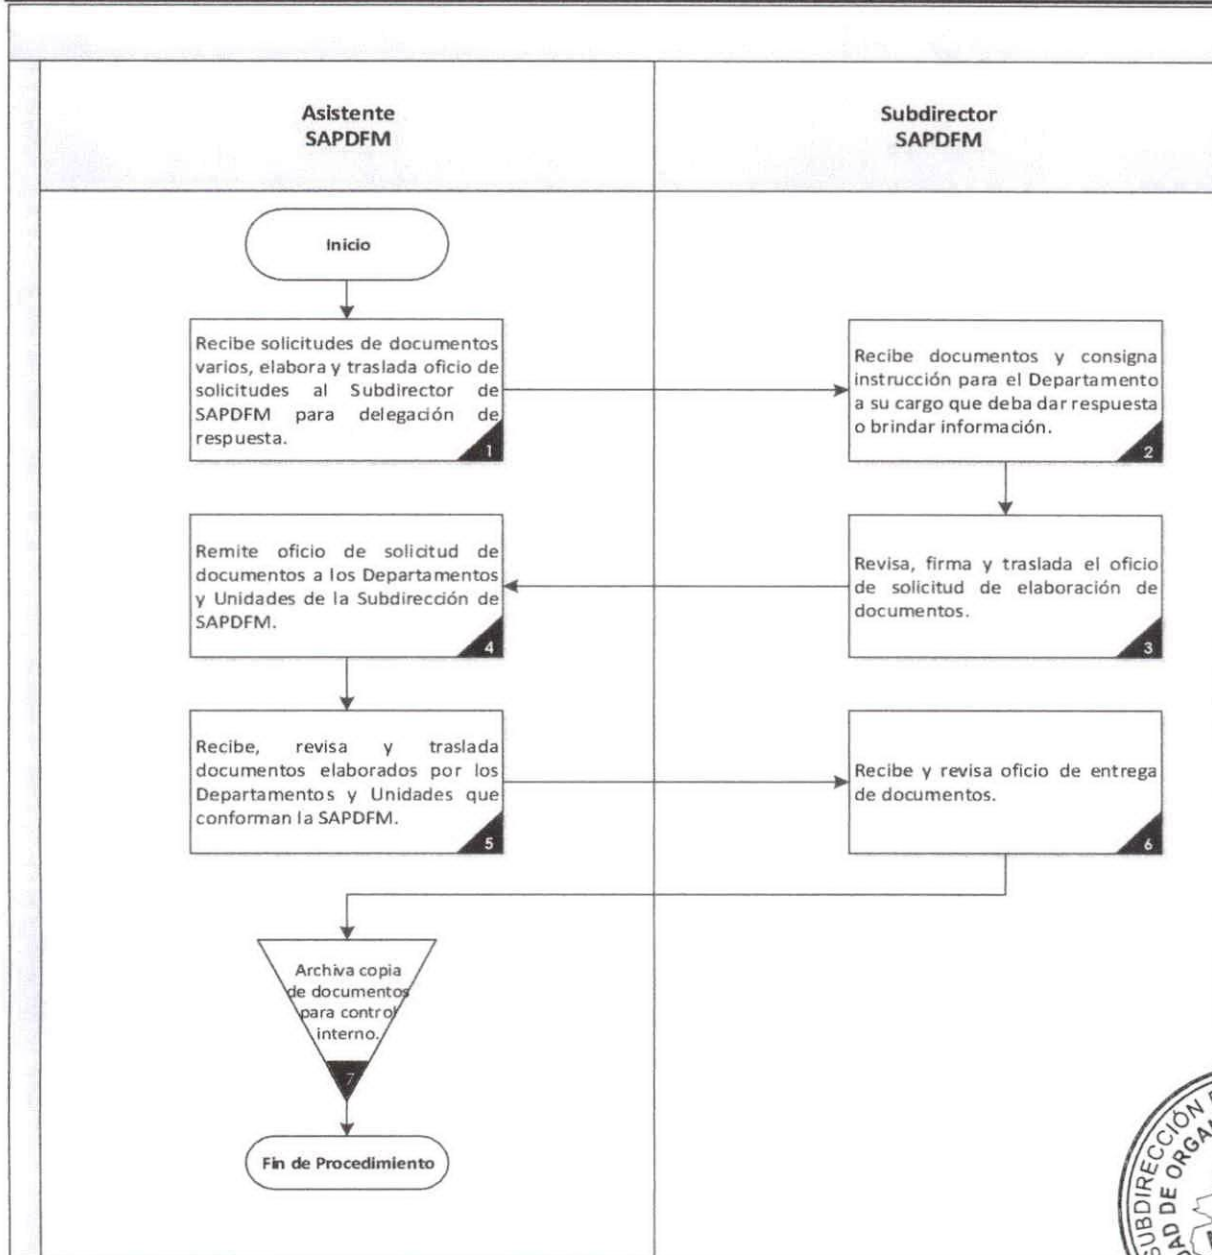 Asistente
SAPDFM
Subdirector
SAPDFM
Inicio
Recibe solicitudes de documentos
varios, elabora y traslada oficio de
solicitudes al Subdirector de
SAPDFM para delegación de
respuesta.
1
Recibe documentos y consigna
instrucción para el Departamento
a su cargo que deba dar respuesta
o brindar información.
2
Revisa, firma y traslada el oficio
de solicitud de elaboración de
documentos.
3
Remite oficio de solicitud de
documentos a los Departamentos
y Unidades de la Subdirección de
SAPDFM.
4
Recibe, revisa y traslada
documentos elaborados por los
Departamentos y Unidades que
conforman la SAPDFM.
5
Recibe y revisa oficio de entrega
de documentos.
6
Archiva copia
de documentos
para control
interno.
7
Fin de Procedimiento
SUBDIRECCIÓN
DE